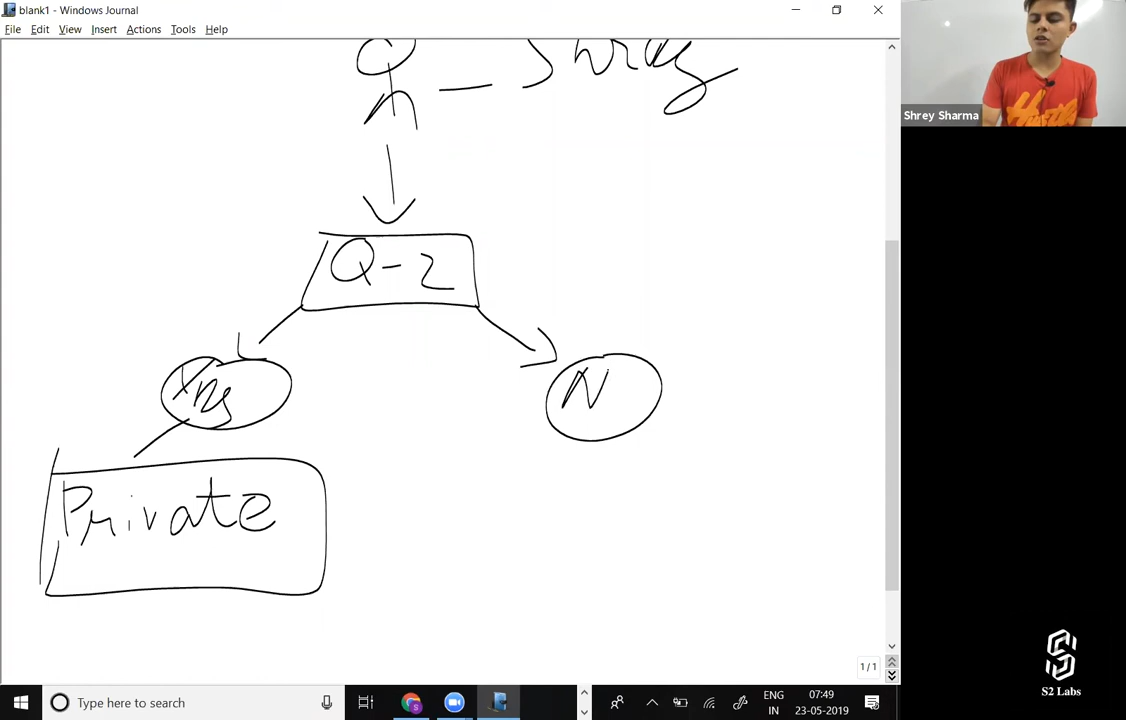 blank1 - Windows Journal
File Edit View Insert Actions Tools Help
Shrey
Shrey Sharma
Q-2
Yes
N
Private
1/1
S2 Labs
Type here to search
ENG
IN
07:49
23-05-2019